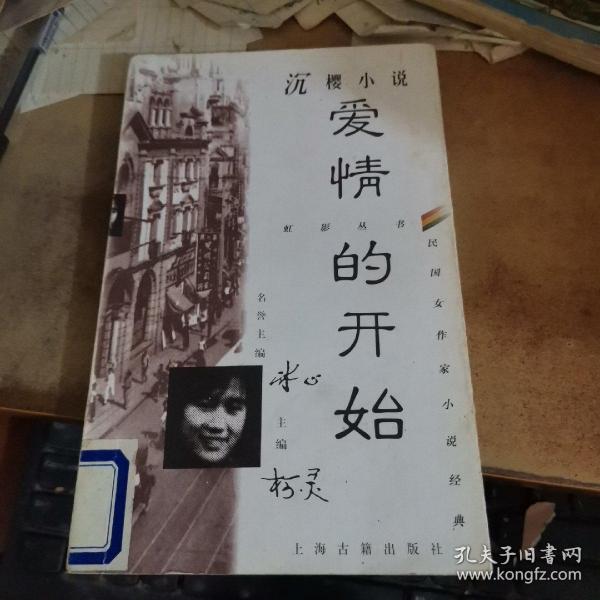 沉樱小说
爱情的开始
虹影丛书
民国女作家小说经典
名誉主编
冰心
主编
柯灵
上海古籍出版社
孔夫子旧书网
www.kongfz.com